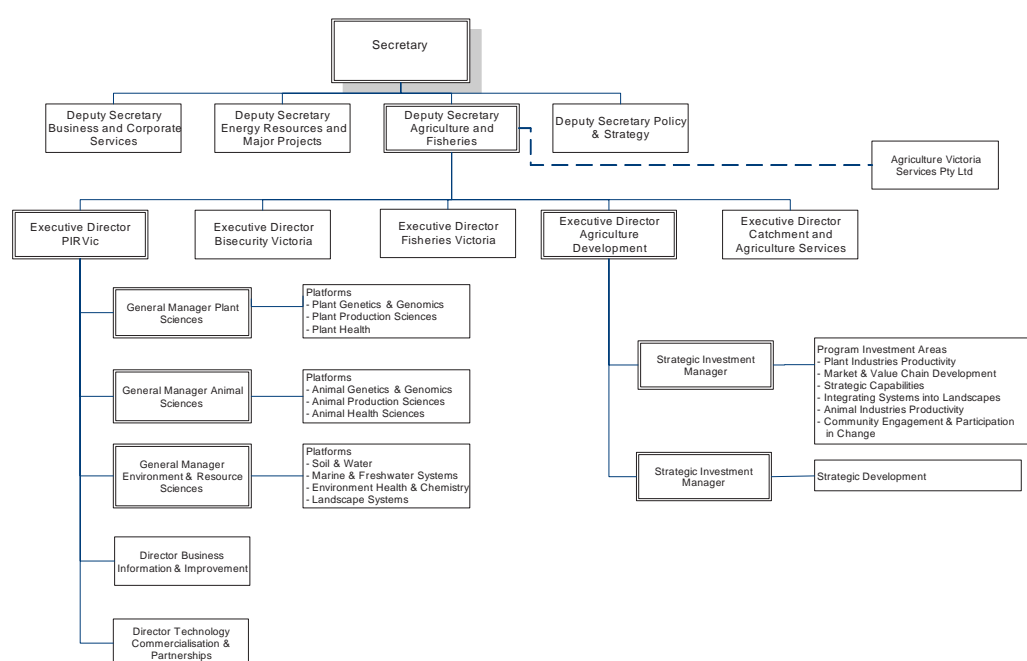 Secretary
Deputy Secretary
Business and Corporate
Services
Deputy Secretary
Energy Resources and
Major Projects
Deputy Secretary
Agriculture and
Fisheries
Deputy Secretary Policy
& Strategy
Agriculture Victoria
Services Pty Ltd
Executive Director
PIRVic
Executive Director
Bisecurity Victoria
Executive Director
Fisheries Victoria
Executive Director
Agriculture
Development
Executive Director
Catchment and
Agriculture Services
General Manager Plant
Sciences
Platforms
- Plant Genetics & Genomics
- Plant Production Sciences
- Plant Health
General Manager Animal
Sciences
Platforms
- Animal Genetics & Genomics
- Animal Production Sciences
- Animal Health Sciences
General Manager
Environment & Resource
Sciences
Platforms
- Soil & Water
- Marine & Freshwater Systems
- Environment Health & Chemistry
- Landscape Systems
Director Business
Information & Improvement
Director Technology
Commercialisation &
Partnerships
Strategic Investment
Manager
Program Investment Areas
- Plant Industries Productivity
- Market & Value Chain Development
- Strategic Capabilities
- Integrating Systems into Landscapes
- Animal Industries Productivity
- Community Engagement & Participation
in Change
Strategic Investment
Manager
Strategic Development